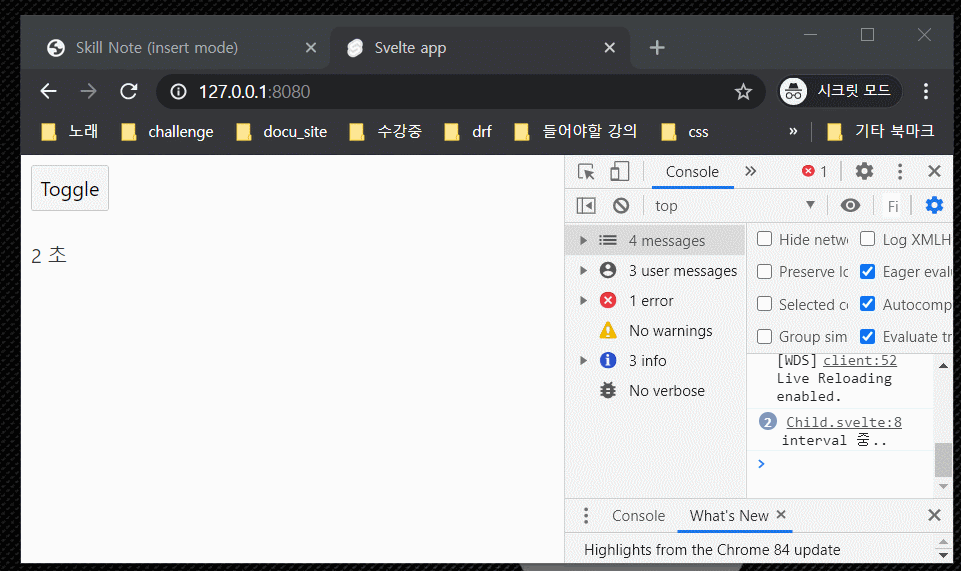 Skill Note (insert mode)
Svelte app
127.0.0.1:8080
시크릿 모드
노래
challenge
docu_site
수강중
drf
들어야할 강의
css
»
기타 북마크
Toggle
2 초
Console
1
top
Fi
4 messages
3 user messages
1 error
No warnings
3 info
No verbose
Hide netw
Log XMLH
Preserve lo
Eager evalu
Selected co
Autocomp
Group sim
Evaluate tr
[WDS] client:52
Live Reloading
enabled.
2 Child.svelte:8
interval 중..
Console
What's New
Highlights from the Chrome 84 update